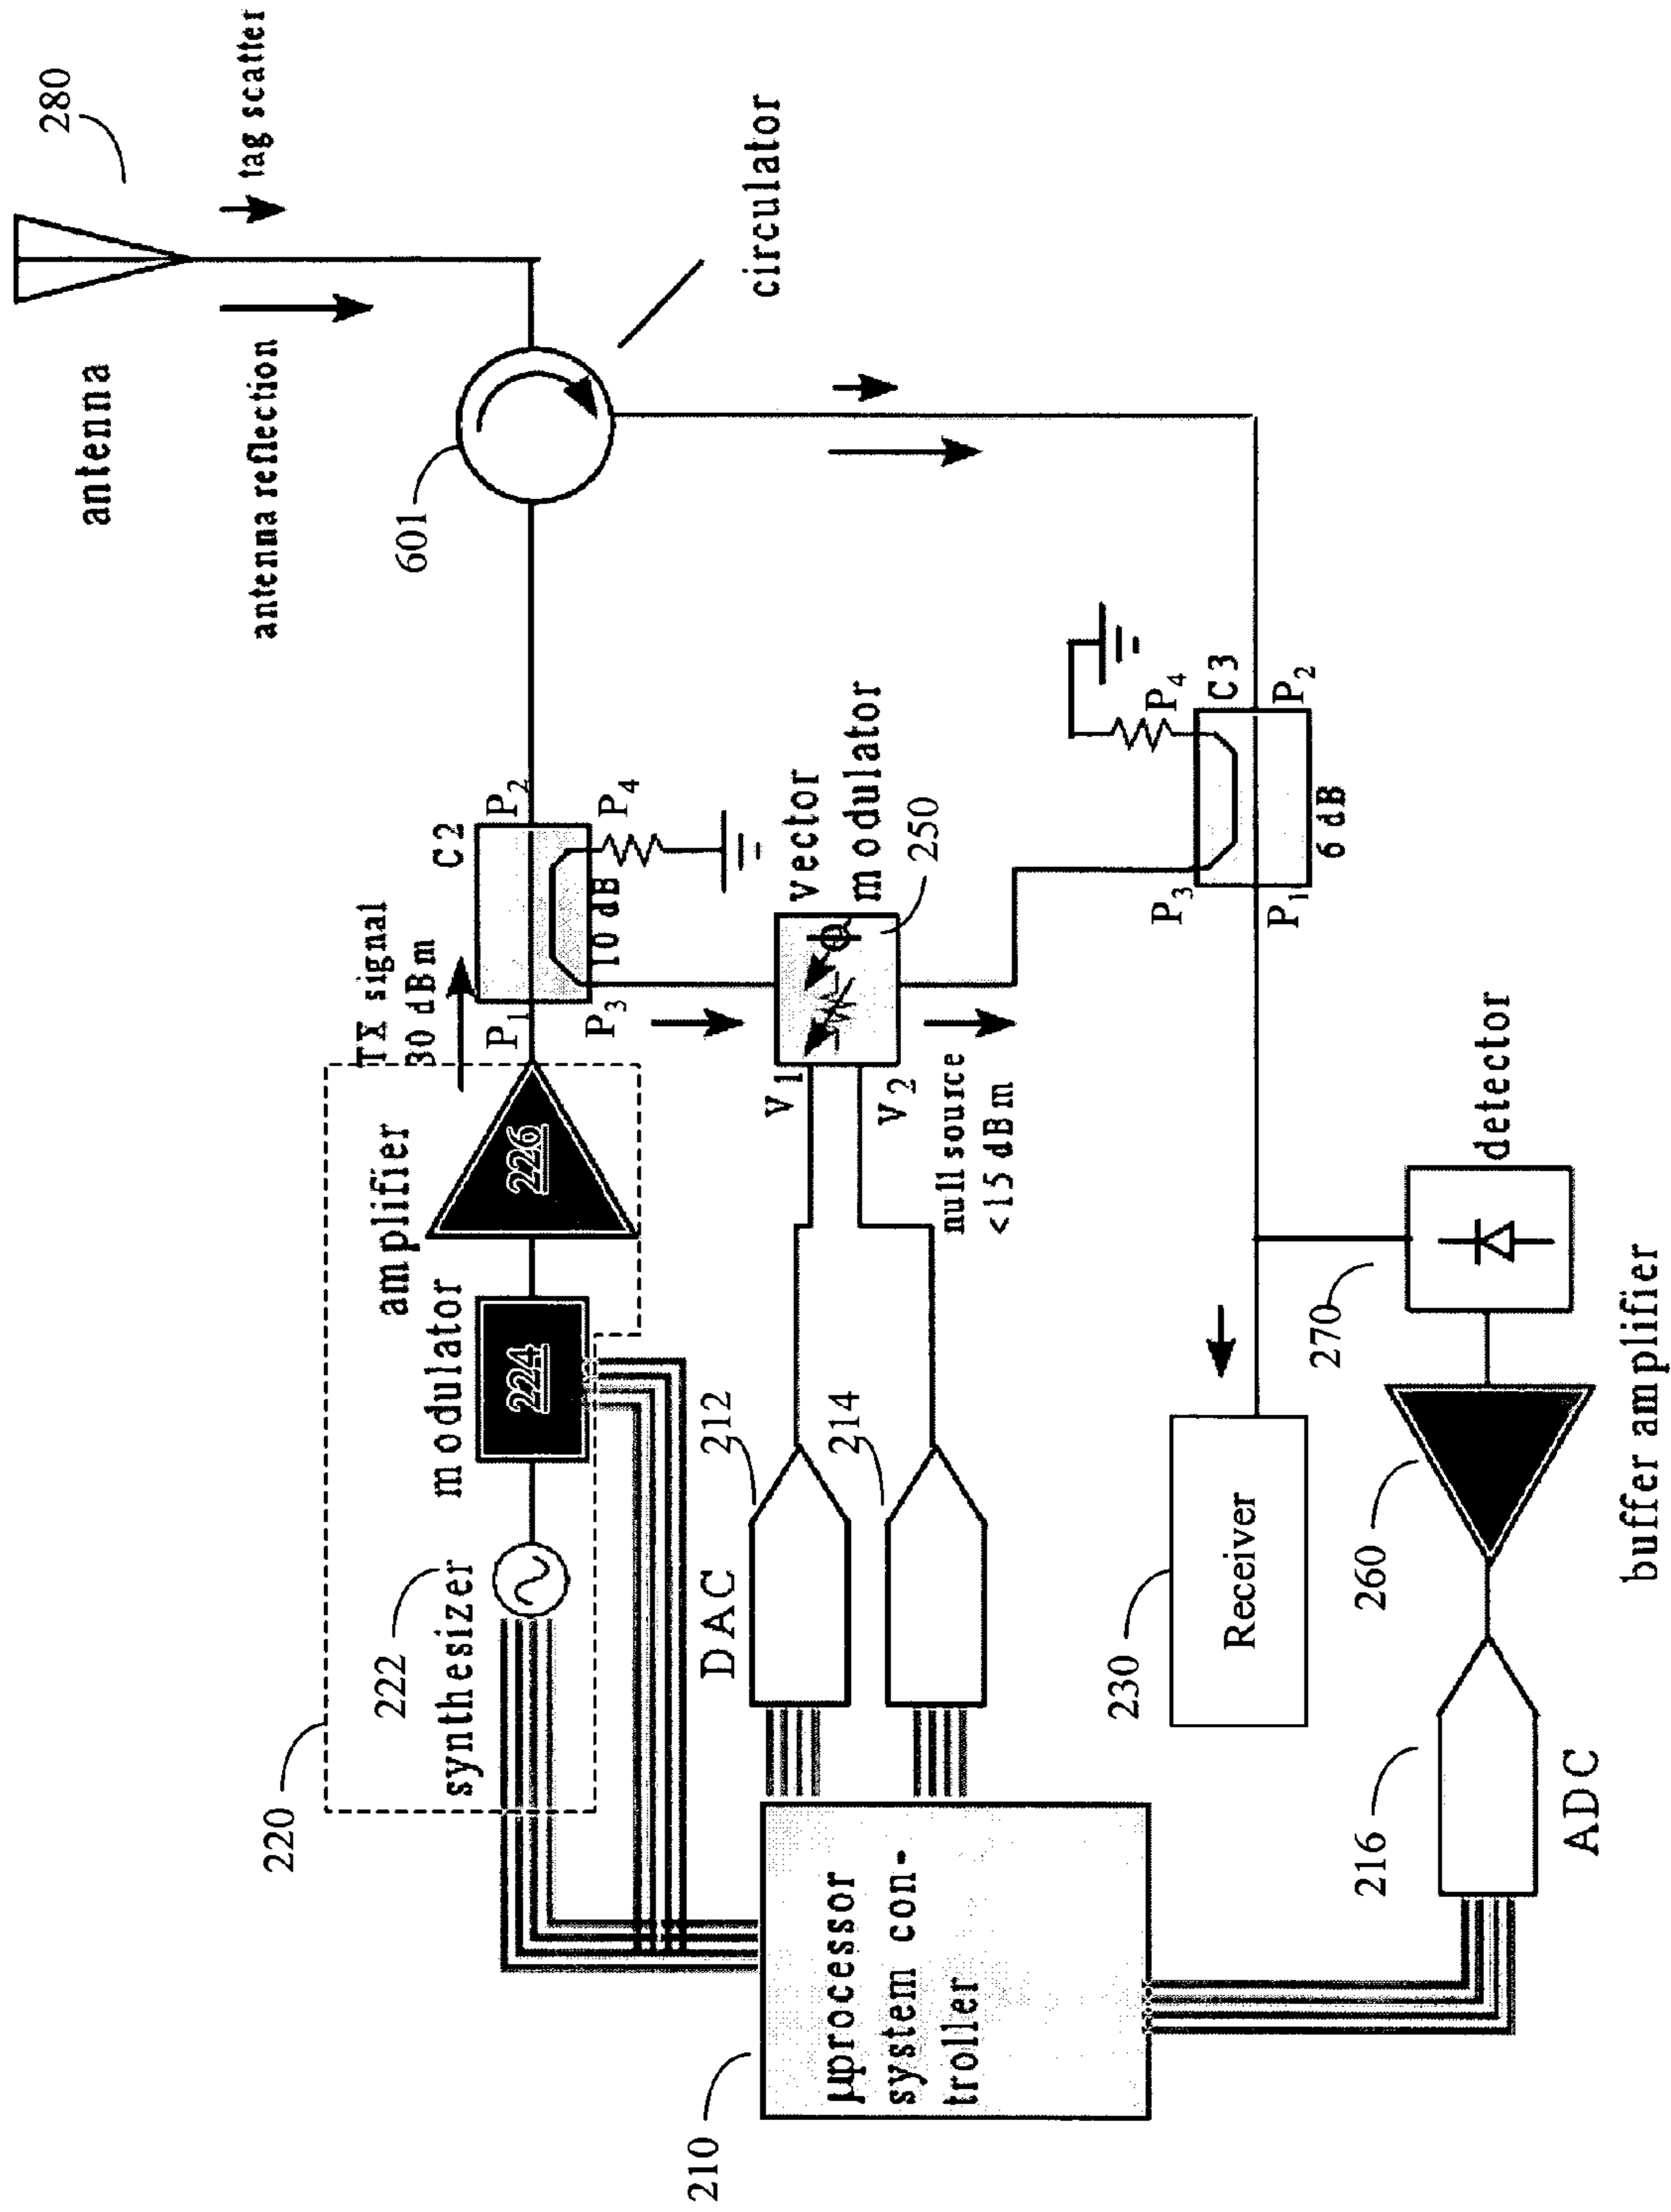 280
tag scatter
antenna
antenna reflection
circulator
601
TX signal
30 dBm
C2
P1
P2
P3
P4
10 dB
amplifier
226
modulator
224
synthesizer
222
220
vector
modulator
250
V1
V2
null source
<15 dBm
C3
P4
P2
P3
P1
6 dB
212
DAC
214
detector
270
Receiver
230
buffer amplifier
260
216
ADC
µprocessor
system con-
troller
210